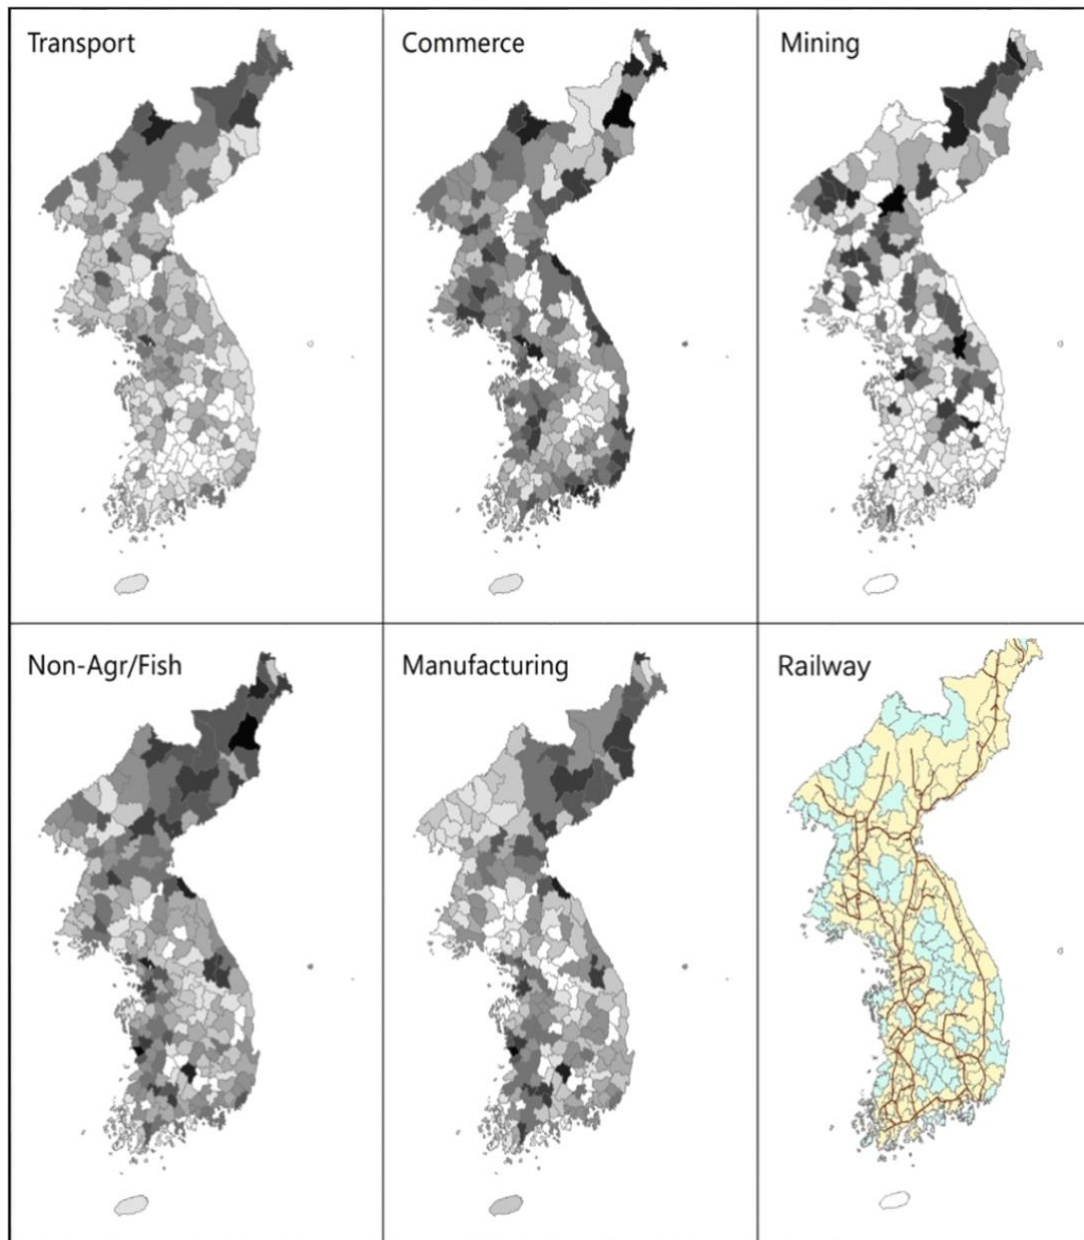 Transport
Commerce
Mining
Non-Agr/Fish
Manufacturing
Railway